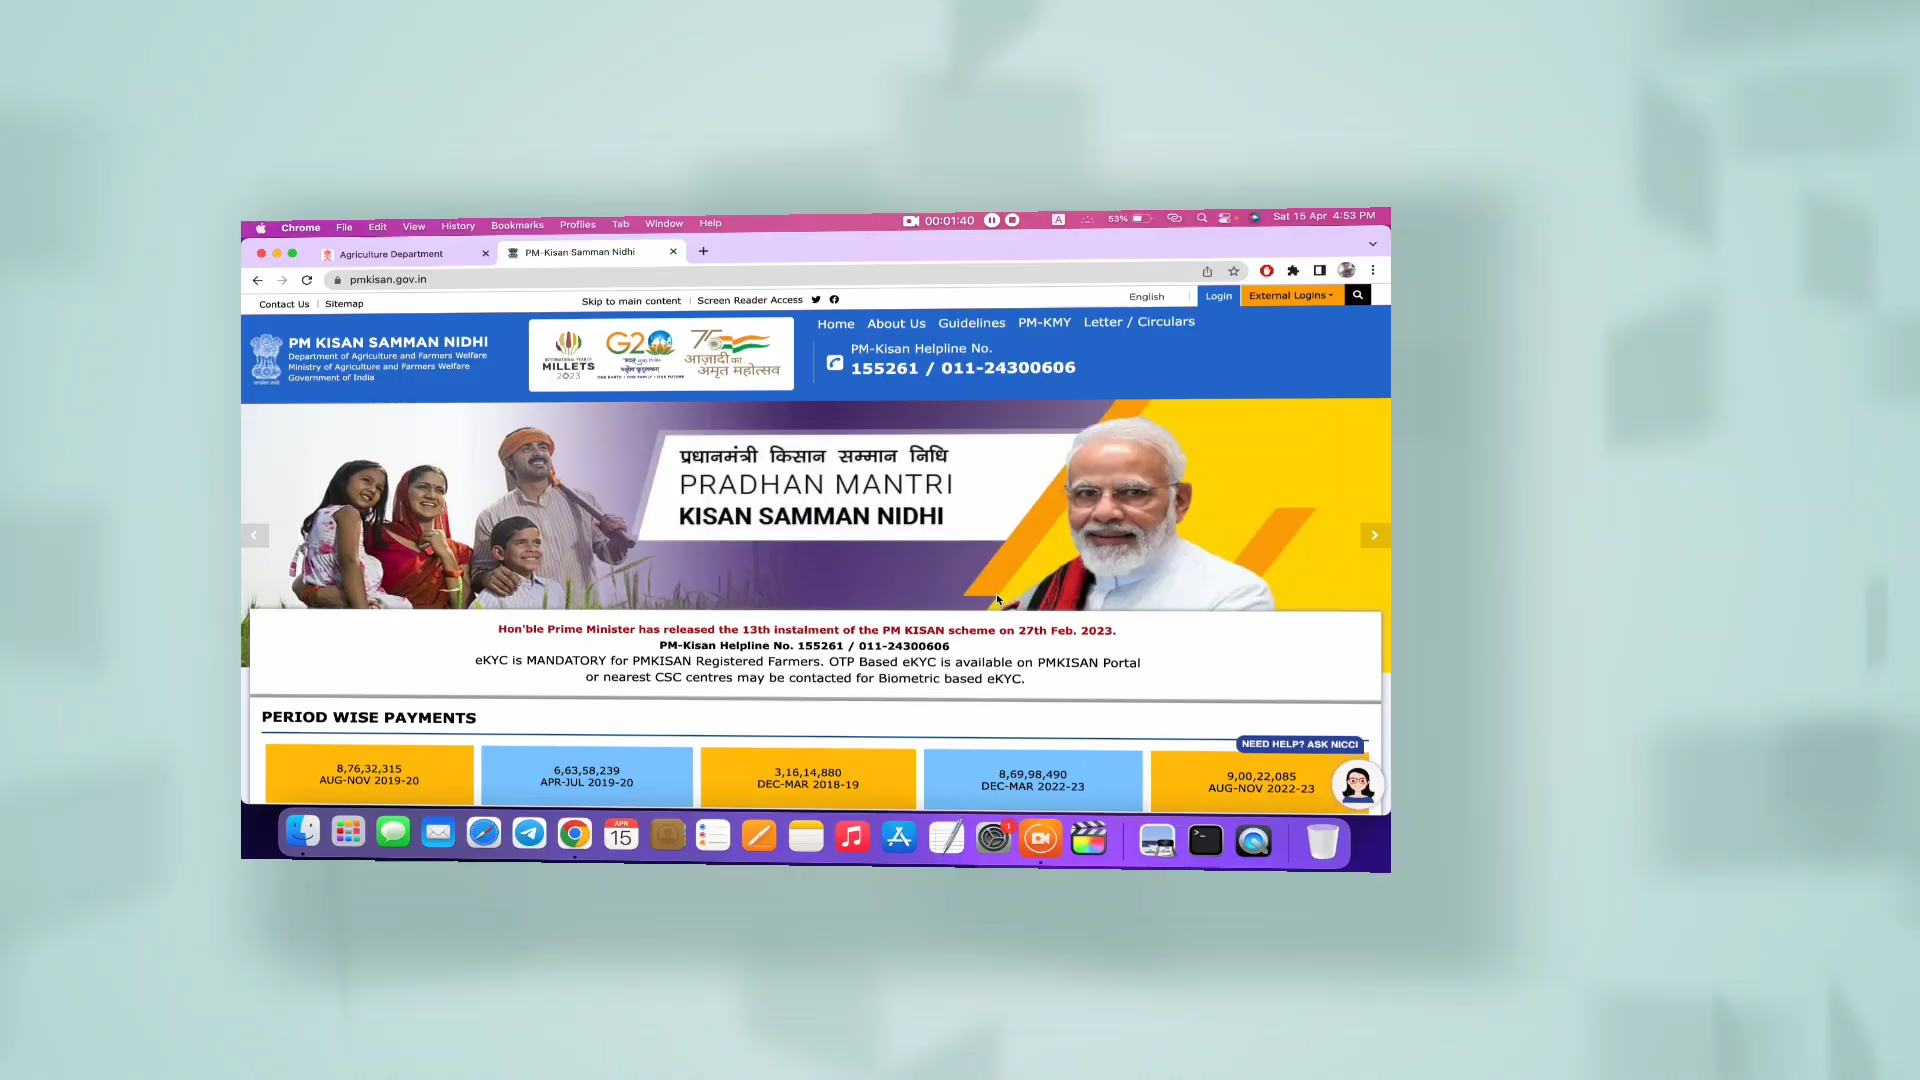 Chrome File Edit View History Bookmarks Profiles Tab Window Help 00:01:40 A 53% Sat 15 Apr 4:53 PM
Agriculture Department
PM-Kisan Samman Nidhi
pmkisan.gov.in
Contact Us Sitemap Skip to main content Screen Reader Access English Login External Logins
PM KISAN SAMMAN NIDHI
Department of Agriculture and Farmers Welfare
Ministry of Agriculture and Farmers Welfare
Government of India
MILLETS
2023
G20
75
आज़ादी का
अमृत महोत्सव
Home About Us Guidelines PM-KMY Letter / Circulars
PM-Kisan Helpline No.
155261 / 011-24300606
प्रधानमंत्री किसान सम्मान निधि
PRADHAN MANTRI
KISAN SAMMAN NIDHI
Hon'ble Prime Minister has released the 13th instalment of the PM KISAN scheme on 27th Feb. 2023.
PM-Kisan Helpline No. 155261 / 011-24300606
eKYC is MANDATORY for PMKISAN Registered Farmers. OTP Based eKYC is available on PMKISAN Portal
or nearest CSC centres may be contacted for Biometric based eKYC.
PERIOD WISE PAYMENTS
NEED HELP? ASK NICCI
8,76,32,315
AUG-NOV 2019-20
6,63,58,239
APR-JUL 2019-20
3,16,14,880
DEC-MAR 2018-19
8,69,98,490
DEC-MAR 2022-23
9,00,22,085
AUG-NOV 2022-23
APR
15
1